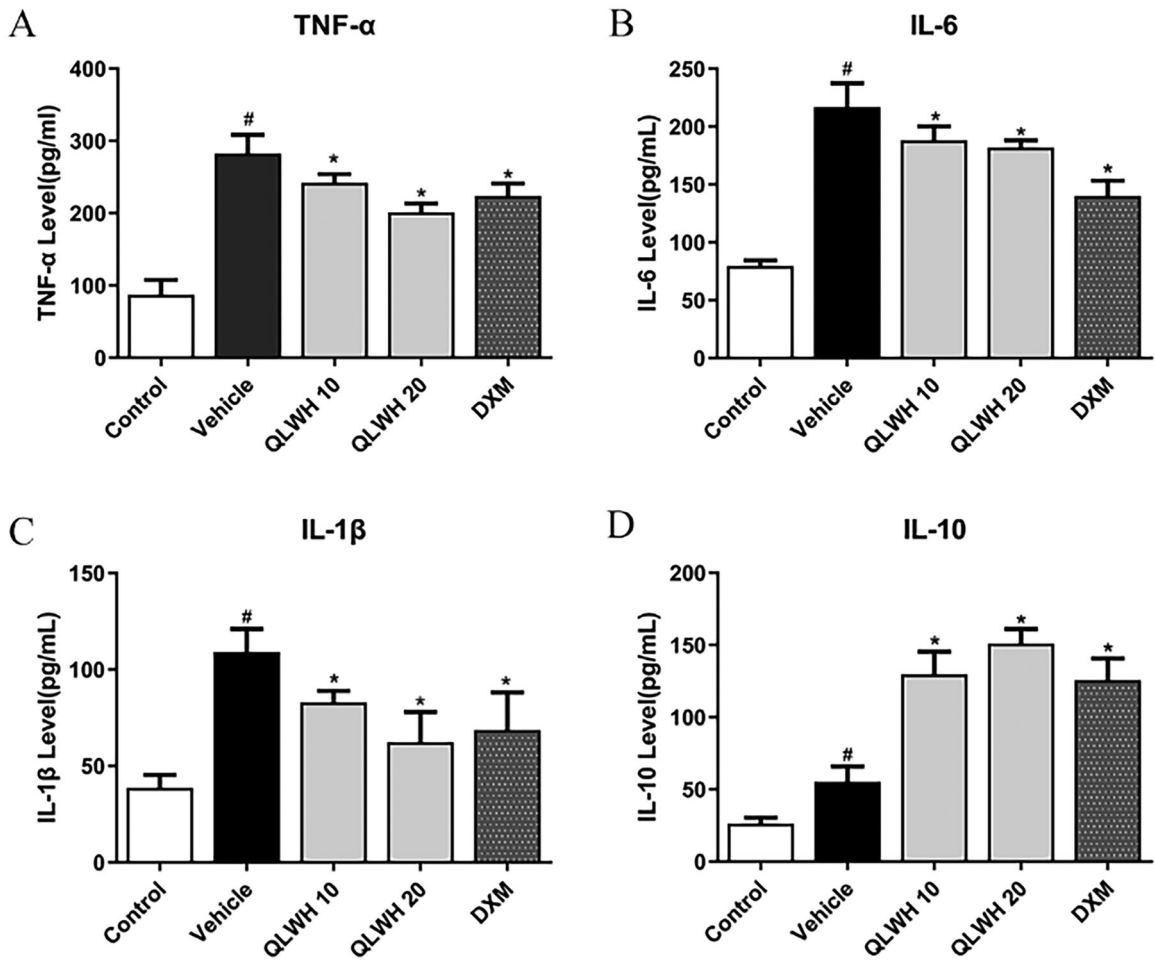 A
TNF-α
TNF-α Level(pg/ml)
400
300
200
100
0
#
*
*
*
Control
Vehicle
QLWH 10
QLWH 20
DXM
B
IL-6
IL-6 Level(pg/mL)
250
200
150
100
50
0
#
*
*
*
Control
Vehicle
QLWH 10
QLWH 20
DXM
C
IL-1β
IL-1β Level(pg/mL)
150
100
50
0
#
*
*
*
Control
Vehicle
QLWH 10
QLWH 20
DXM
D
IL-10
IL-10 Level(pg/mL)
200
150
100
50
0
#
*
*
*
Control
Vehicle
QLWH 10
QLWH 20
DXM